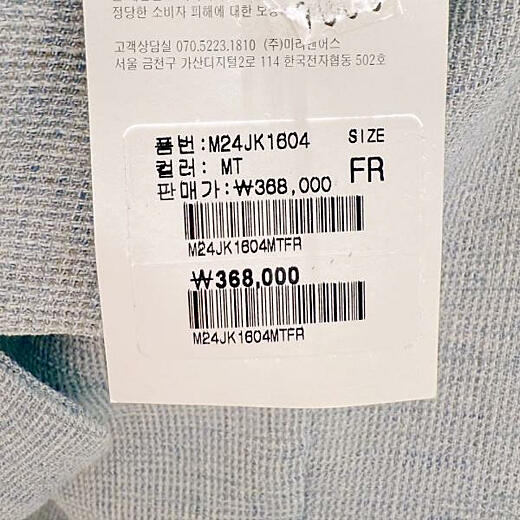 정당한 소비자 피해에 대한 보
고객상담실 070.5223.1810 (주)미리앤어스
서울 금천구 가산디지털2로 114 한국전자협동 502호
품번:M24JK1604 SIZE
컬러: MT FR
판매가:₩368,000
M24JK1604MTFR
₩368,000
M24JK1604MTFR